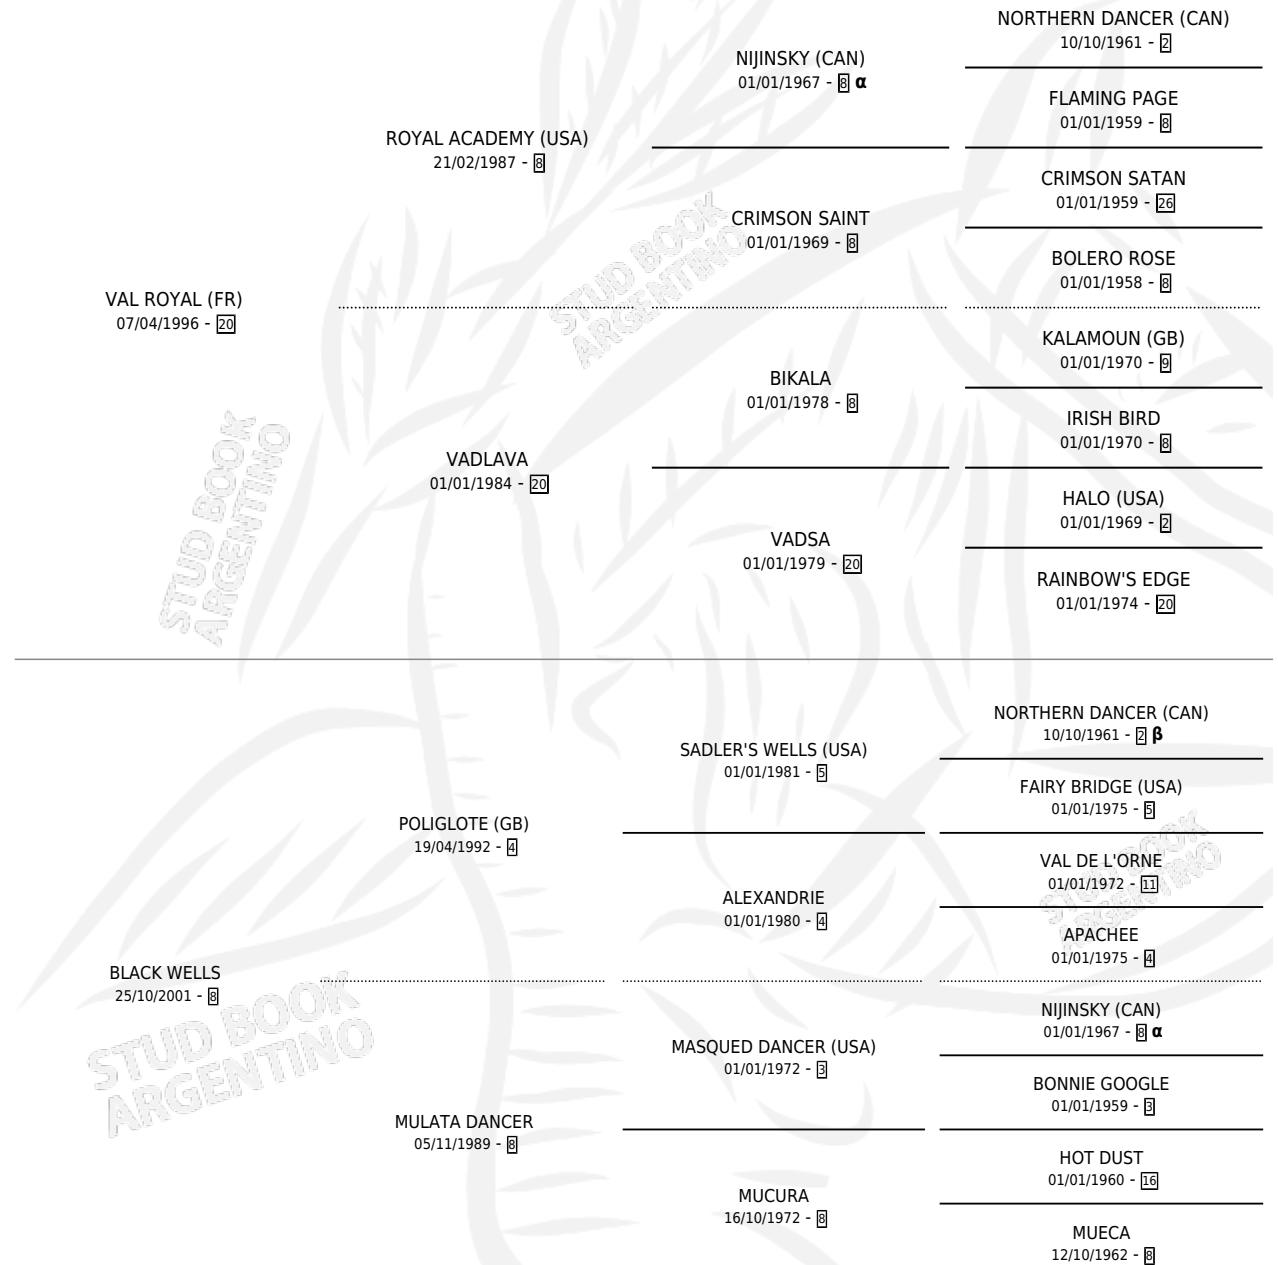 NORTHERN DANCER (CAN)
10/10/1961 - 2
NIJINSKY (CAN)
01/01/1967 - 8 α
FLAMING PAGE
01/01/1959 - 8
ROYAL ACADEMY (USA)
21/02/1987 - 8
CRIMSON SATAN
01/01/1959 - 26
CRIMSON SAINT
01/01/1969 - 8
BOLERO ROSE
01/01/1958 - 8
VAL ROYAL (FR)
07/04/1996 - 20
KALAMOUN (GB)
01/01/1970 - 9
BIKALA
01/01/1978 - 8
IRISH BIRD
01/01/1970 - 8
VADLAVA
01/01/1984 - 20
HALO (USA)
01/01/1969 - 2
VADSA
01/01/1979 - 20
RAINBOW'S EDGE
01/01/1974 - 20
STUD BOOK
ARGENTINO
STUD BOOK
ARGENTINO
NORTHERN DANCER (CAN)
10/10/1961 - 2 β
SADLER'S WELLS (USA)
01/01/1981 - 5
FAIRY BRIDGE (USA)
01/01/1975 - 5
POLIGLOTE (GB)
19/04/1992 - 4
VAL DE L'ORNE
01/01/1972 - 11
ALEXANDRIE
01/01/1980 - 4
APACHEE
01/01/1975 - 4
BLACK WELLS
25/10/2001 - 8
NIJINSKY (CAN)
01/01/1967 - 8 α
MASQUED DANCER (USA)
01/01/1972 - 3
BONNIE GOOGLE
01/01/1959 - 3
MULATA DANCER
05/11/1989 - 8
HOT DUST
01/01/1960 - 16
MUCURA
16/10/1972 - 8
MUECA
12/10/1962 - 8
STUD BOOK
ARGENTINO
STUD BOOK
ARGENTINO